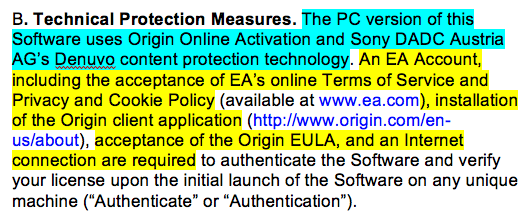 B. Technical Protection Measures. The PC version of this
Software uses Origin Online Activation and Sony DADC Austria
AG's Denuvo content protection technology. An EA Account,
including the acceptance of EA's online Terms of Service and
Privacy and Cookie Policy (available at www.ea.com), installation
of the Origin client application (http://www.origin.com/en-
us/about), acceptance of the Origin EULA, and an Internet
connection are required to authenticate the Software and verify
your license upon the initial launch of the Software on any unique
machine ("Authenticate" or "Authentication").